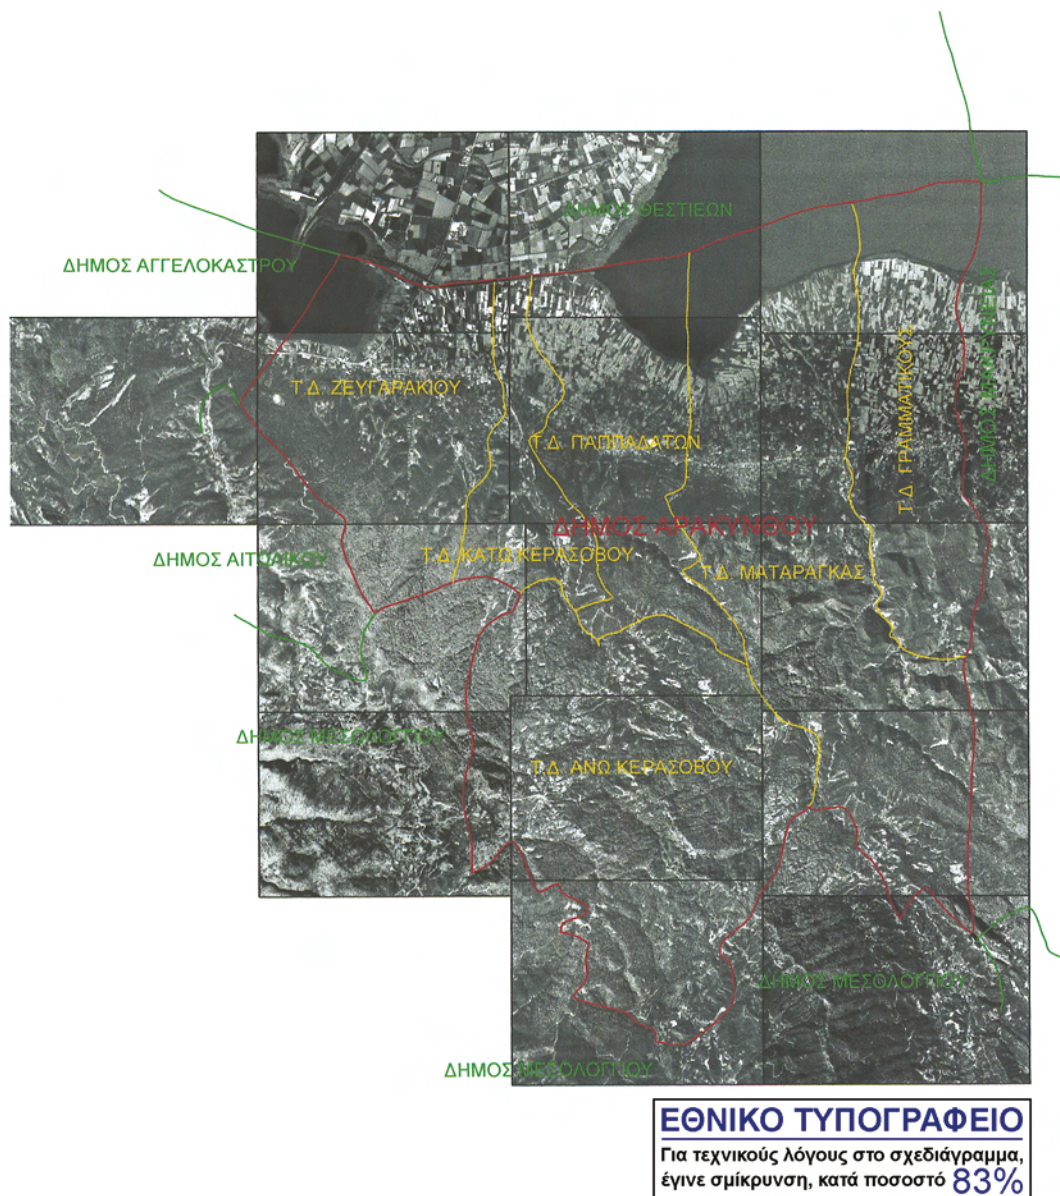 ΔΗΜΟΣ ΘΕΣΤΙΕΩΝ
ΔΗΜΟΣ ΑΓΓΕΛΟΚΑΣΤΡΟΥ
Τ.Δ. ΖΕΥΓΑΡΑΚΙΟΥ
Τ.Δ. ΓΡΑΜΜΑΤΙΚΟΥΣ
ΔΗΜΟΣ
Τ.Δ. ΠΑΠΠΑΔΑΤΩΝ
ΔΗΜΟΣ ΑΡΑΚΥΝΘΟΥ
ΔΗΜΟΣ ΑΙΤΩΛΙΚΟΥ
Τ.Δ. ΚΑΤΩ ΚΕΡΑΣΟΒΟΥ
Τ.Δ. ΜΑΤΑΡΑΓΚΑΣ
ΔΗΜΟΣ ΜΕΣΟΛΟΓΓΙΟΥ
Τ.Δ. ΑΝΩ ΚΕΡΑΣΟΒΟΥ
ΔΗΜΟΣ ΜΕΣΟΛΟΓΓΙΟΥ
ΔΗΜΟΣ ΜΕΣΟΛΟΓΓΙΟΥ
ΕΘΝΙΚΟ ΤΥΠΟΓΡΑΦΕΙΟ
Για τεχνικούς λόγους στο σχεδιάγραμμα,
έγινε σμίκρυνση, κατά ποσοστό 83%